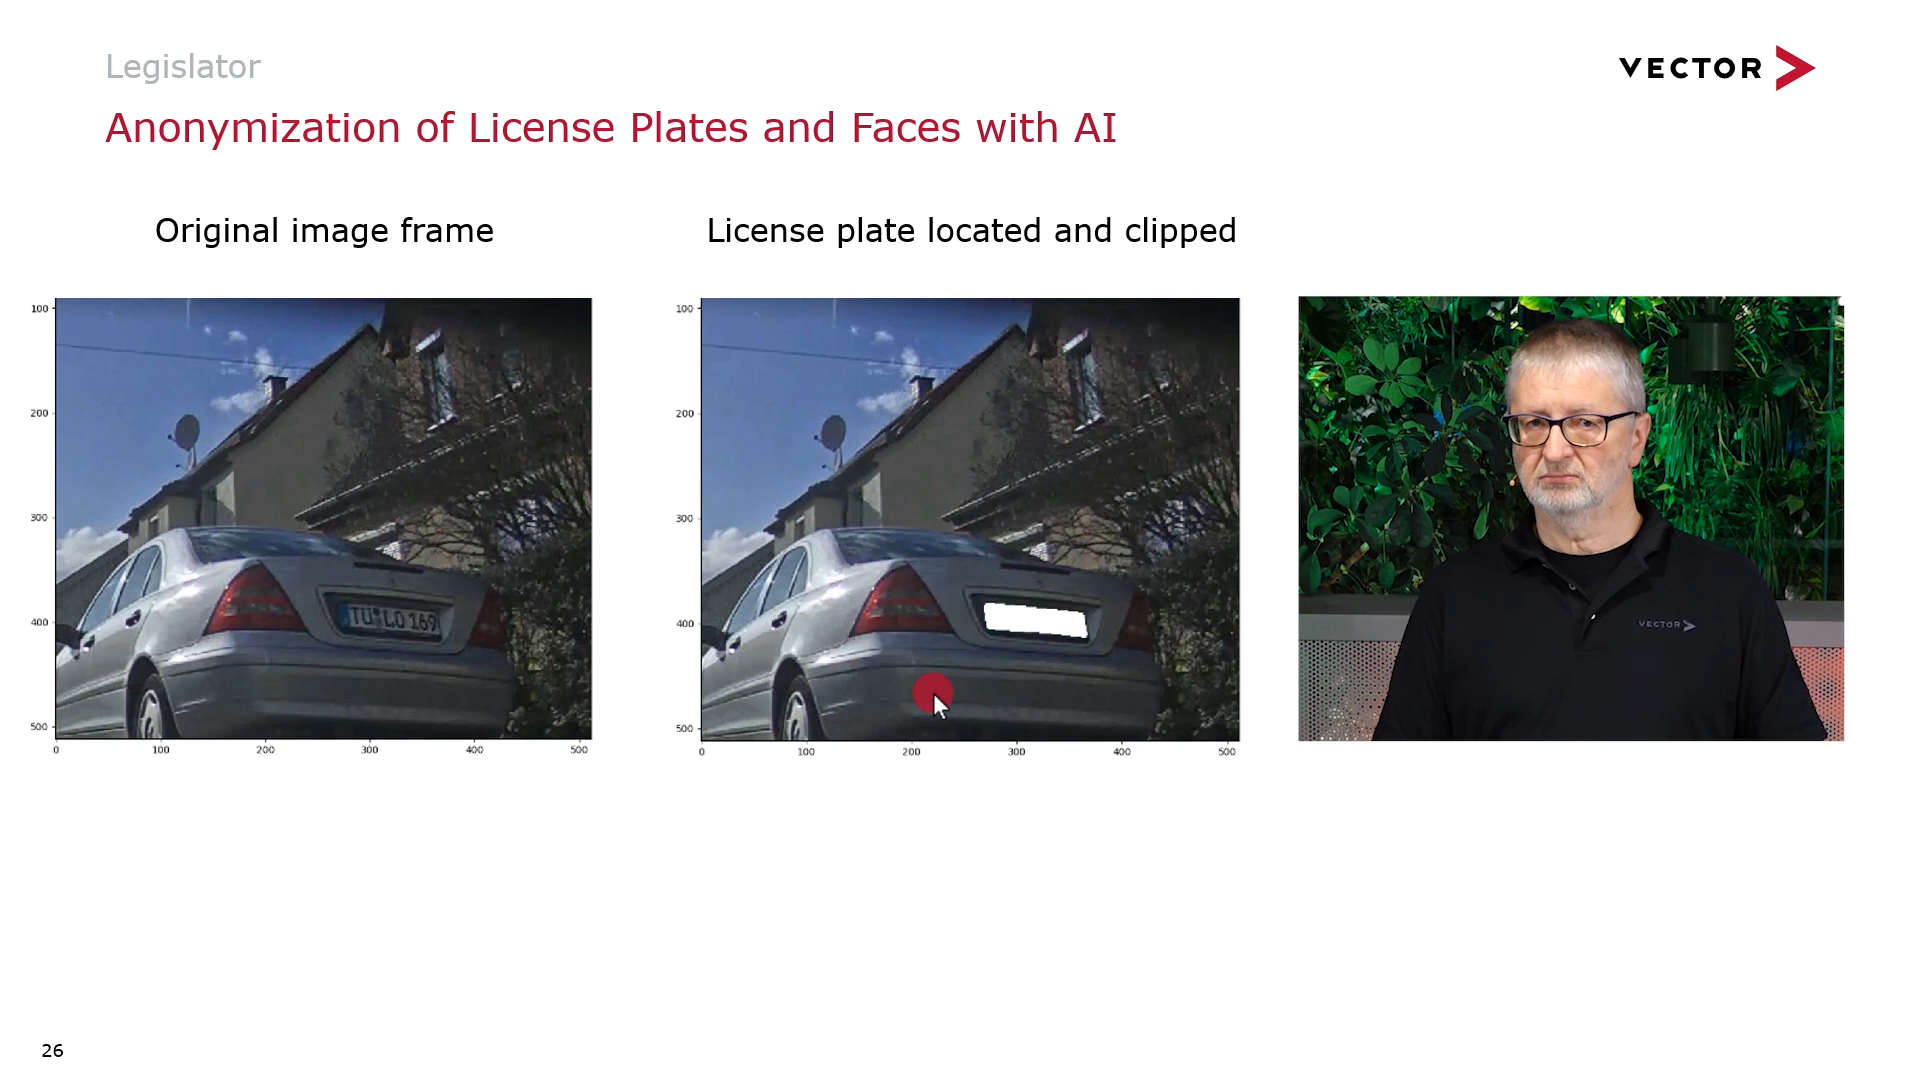 Legislator
VECTOR
Anonymization of License Plates and Faces with AI
Original image frame
License plate located and clipped
100
200
300
400
500
0 100 200 300 400 500
TÜ LO 169
100
200
300
400
500
0 100 200 300 400 500
VECTOR
26